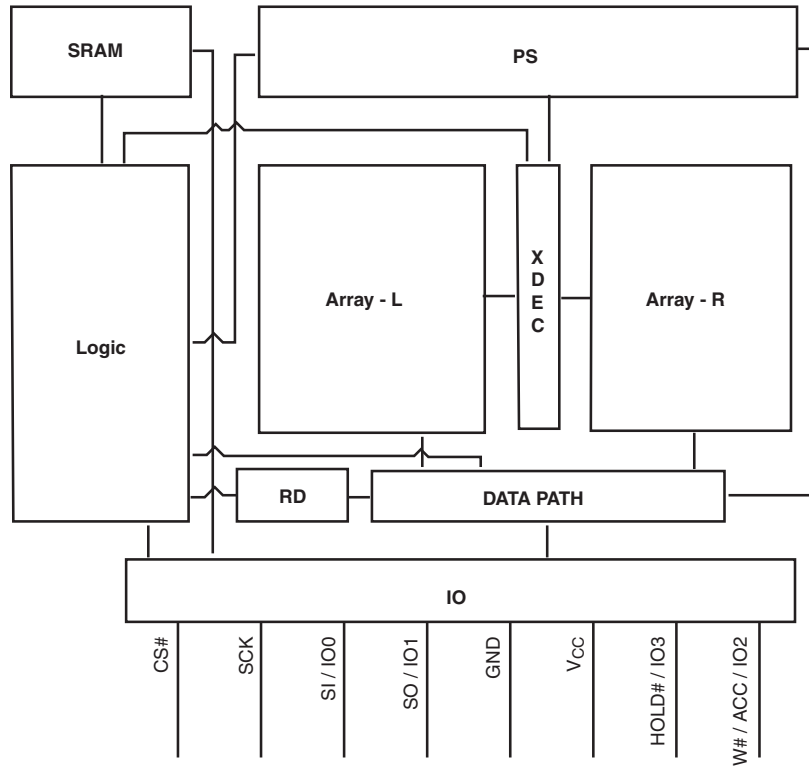 SRAM
PS
Logic
Array - L
X
D
E
C
Array - R
RD
DATA PATH
IO
CS#
SCK
SI / IO0
SO / IO1
GND
VCC
HOLD# / IO3
W# / ACC / IO2